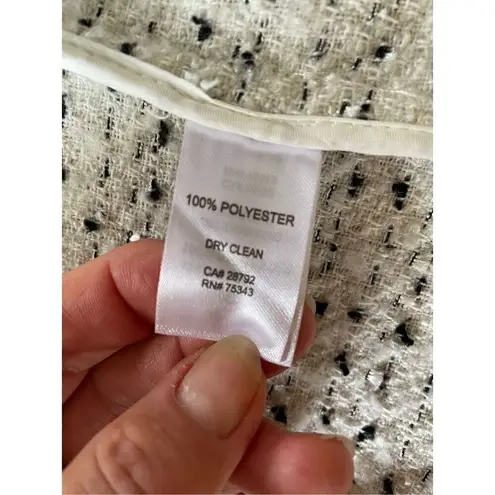 100% POLYESTER
DRY CLEAN
CA# 28792
RN# 75343